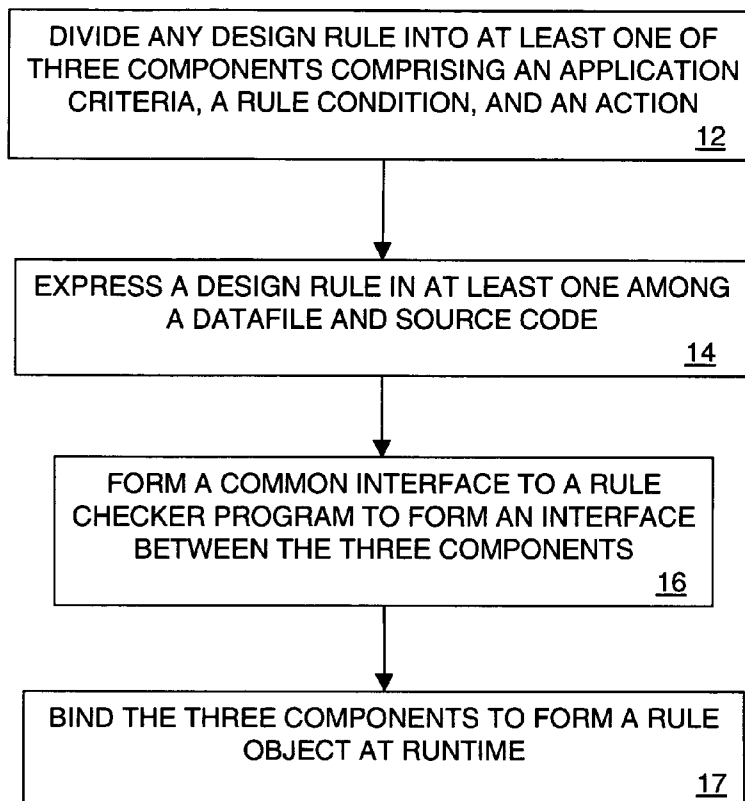 DIVIDE ANY DESIGN RULE INTO AT LEAST ONE OF
THREE COMPONENTS COMPRISING AN APPLICATION
CRITERIA, A RULE CONDITION, AND AN ACTION
12
EXPRESS A DESIGN RULE IN AT LEAST ONE AMONG
A DATAFILE AND SOURCE CODE
14
FORM A COMMON INTERFACE TO A RULE
CHECKER PROGRAM TO FORM AN INTERFACE
BETWEEN THE THREE COMPONENTS
16
BIND THE THREE COMPONENTS TO FORM A RULE
OBJECT AT RUNTIME
17